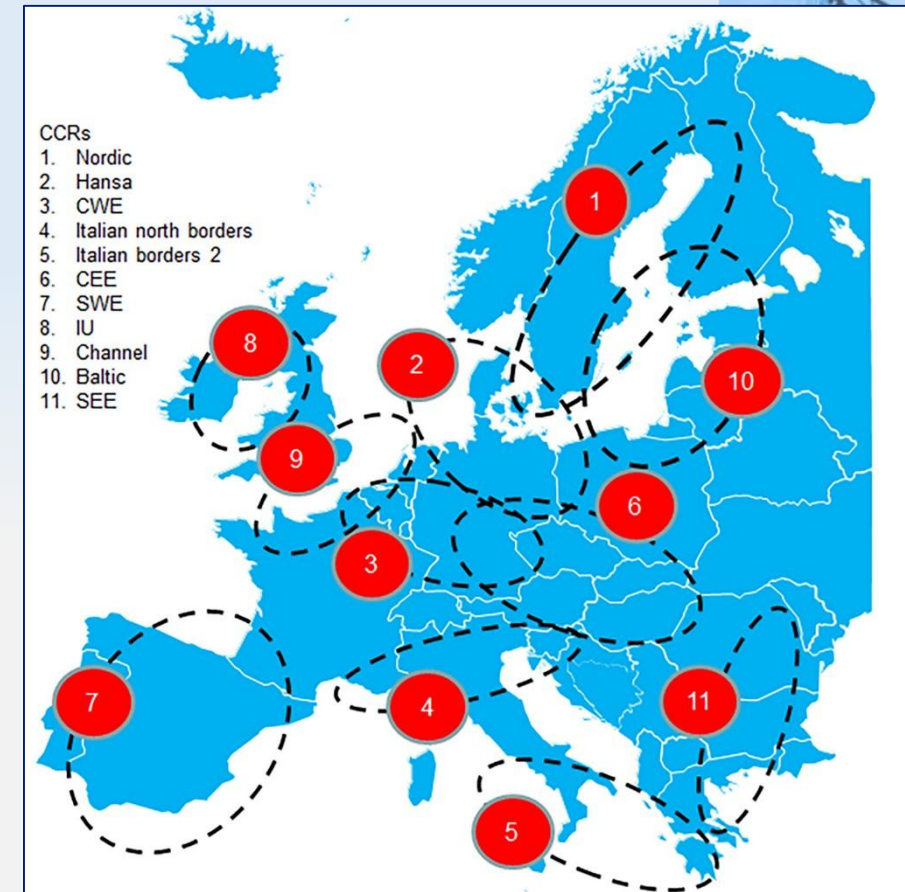 CCRs
1. Nordic
2. Hansa
3. CWE
4. Italian north borders
5. Italian borders 2
6. CEE
7. SWE
8. IU
9. Channel
10. Baltic
11. SEE
1
8
2
10
9
6
3
7
4
11
5